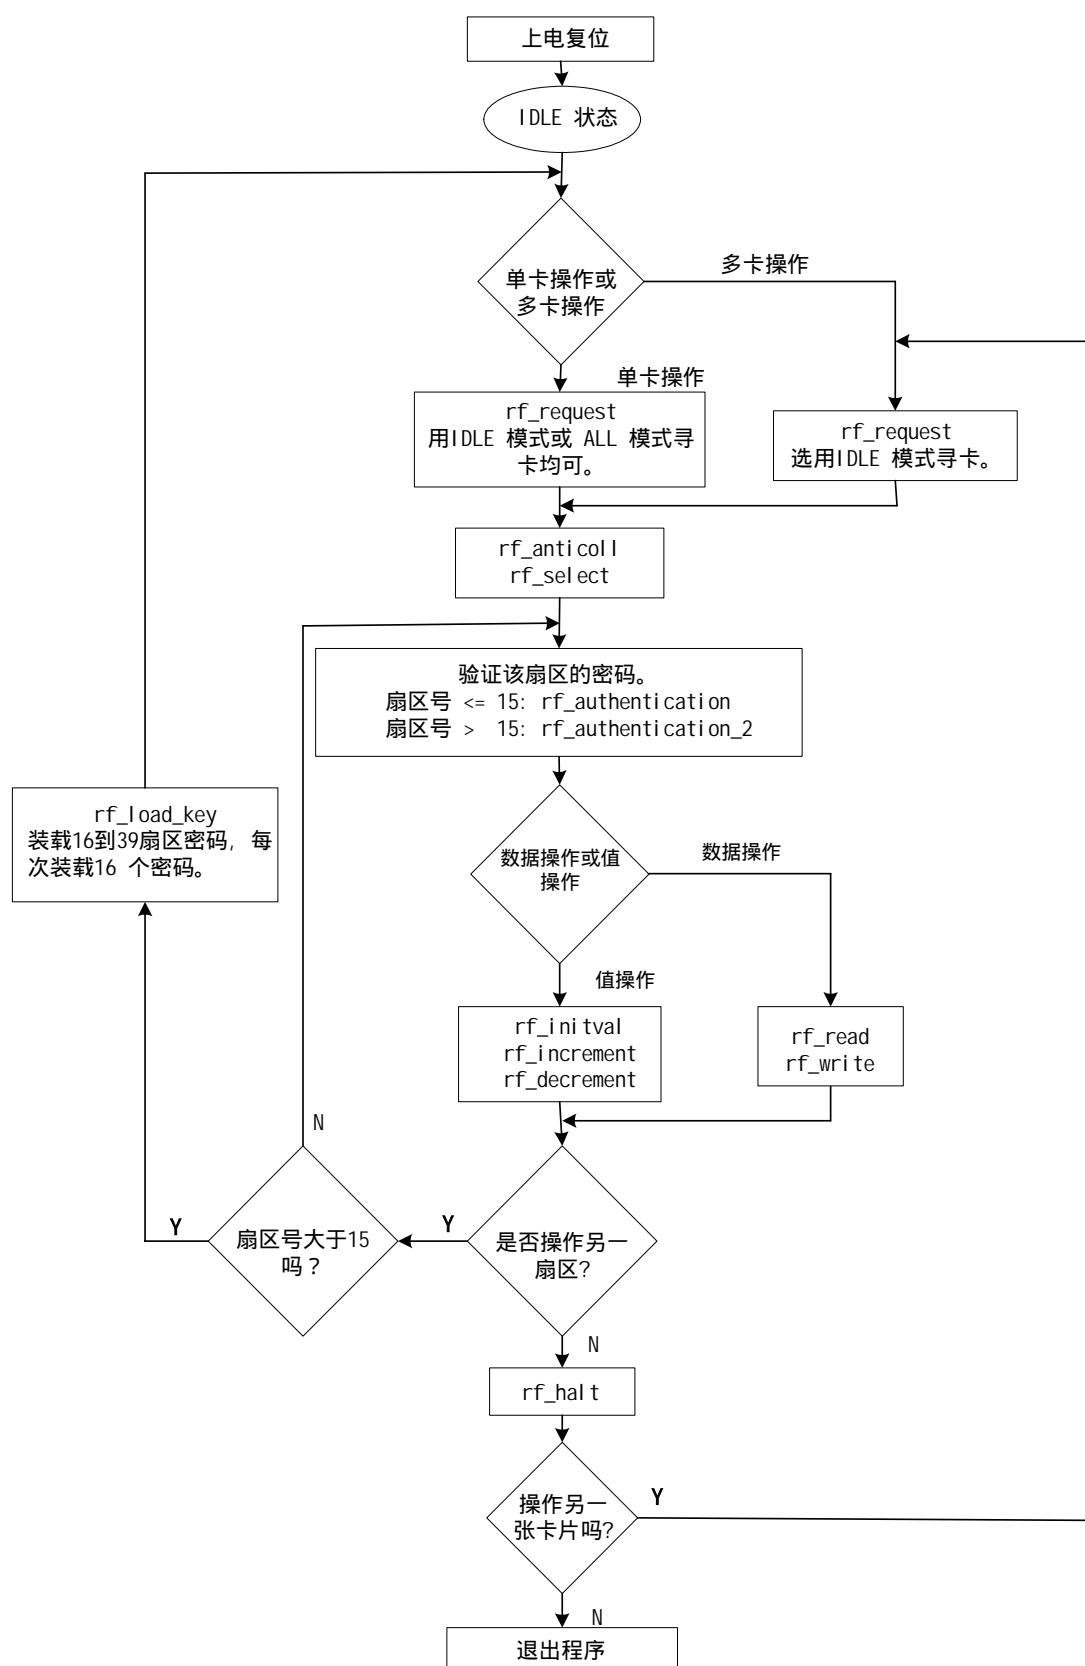 上电复位
IDLE 状态
单卡操作或
多卡操作
多卡操作
单卡操作
rf_request
用IDLE 模式或 ALL 模式寻
卡均可。
rf_request
选用IDLE 模式寻卡。
rf_anticoll
rf_select
验证该扇区的密码。
扇区号 <= 15: rf_authentication
扇区号 > 15: rf_authentication_2
rf_load_key
装载16到39扇区密码, 每
次装载16 个密码。
数据操作或值
操作
数据操作
值操作
rf_initval
rf_increment
rf_decrement
rf_read
rf_write
N
扇区号大于15
吗？
Y
Y
是否操作另一
扇区?
N
rf_halt
操作另一
张卡片吗?
Y
N
退出程序